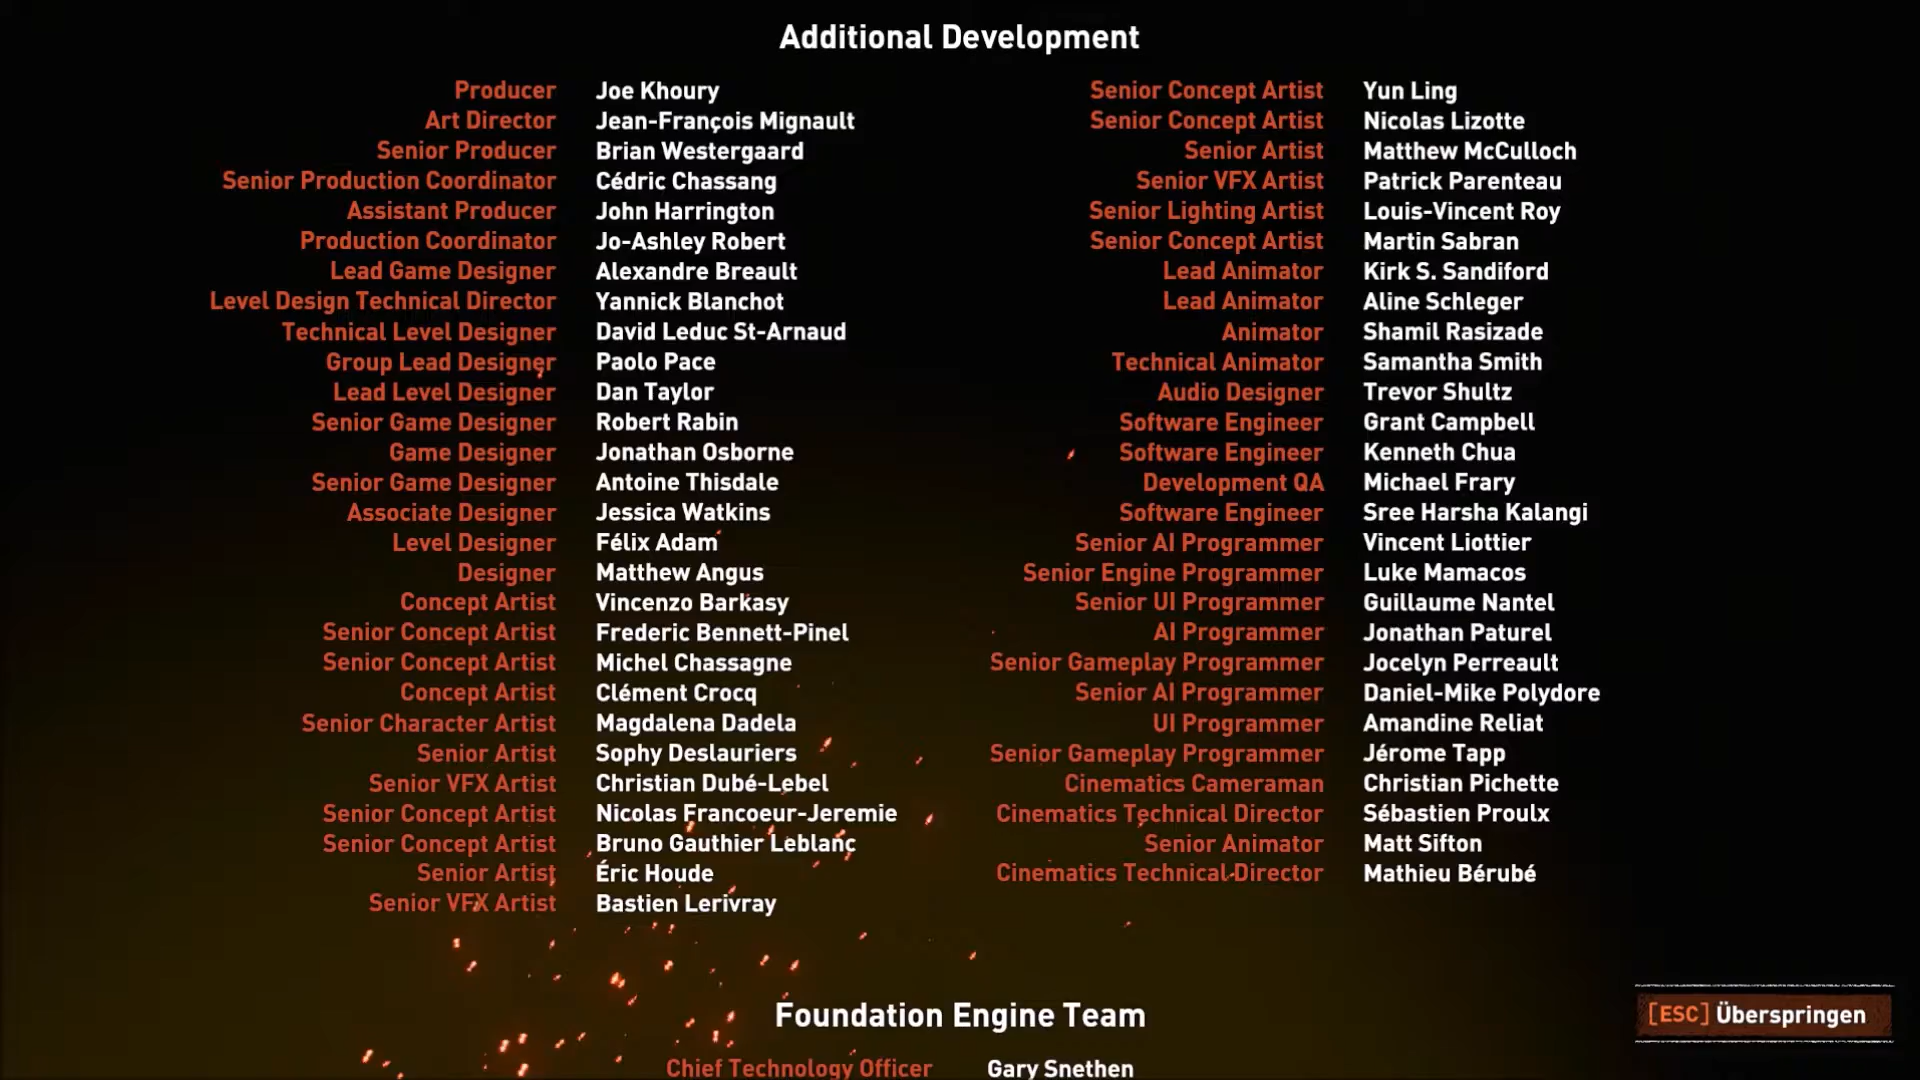 Additional Development
Producer Joe Khoury
Art Director Jean-François Mignault
Senior Producer Brian Westergaard
Senior Production Coordinator Cédric Chassang
Assistant Producer John Harrington
Production Coordinator Jo-Ashley Robert
Lead Game Designer Alexandre Breault
Level Design Technical Director Yannick Blanchot
Technical Level Designer David Leduc St-Arnaud
Group Lead Designer Paolo Pace
Lead Level Designer Dan Taylor
Senior Game Designer Robert Rabin
Game Designer Jonathan Osborne
Senior Game Designer Antoine Thisdale
Associate Designer Jessica Watkins
Level Designer Félix Adam
Designer Matthew Angus
Concept Artist Vincenzo Barkasy
Senior Concept Artist Frederic Bennett-Pinel
Senior Concept Artist Michel Chassagne
Concept Artist Clément Crocq
Senior Character Artist Magdalena Dadela
Senior Artist Sophy Deslauriers
Senior VFX Artist Christian Dubé-Lebel
Senior Concept Artist Nicolas Francoeur-Jeremie
Senior Concept Artist Bruno Gauthier Leblanc
Senior Artist Éric Houde
Senior VFX Artist Bastien Lerivray
Senior Concept Artist Yun Ling
Senior Concept Artist Nicolas Lizotte
Senior Artist Matthew McCulloch
Senior VFX Artist Patrick Parenteau
Senior Lighting Artist Louis-Vincent Roy
Senior Concept Artist Martin Sabran
Lead Animator Kirk S. Sandiford
Lead Animator Aline Schleger
Animator Shamil Rasizade
Technical Animator Samantha Smith
Audio Designer Trevor Shultz
Software Engineer Grant Campbell
Software Engineer Kenneth Chua
Development QA Michael Frary
Software Engineer Sree Harsha Kalangi
Senior AI Programmer Vincent Liottier
Senior Engine Programmer Luke Mamacos
Senior UI Programmer Guillaume Nantel
AI Programmer Jonathan Paturel
Senior Gameplay Programmer Jocelyn Perreault
Senior AI Programmer Daniel-Mike Polydore
UI Programmer Amandine Reliat
Senior Gameplay Programmer Jérome Tapp
Cinematics Cameraman Christian Pichette
Cinematics Technical Director Sébastien Proulx
Senior Animator Matt Sifton
Cinematics Technical Director Mathieu Bérubé
Foundation Engine Team
Chief Technology Officer Gary Snethen
[ESC] Überspringen